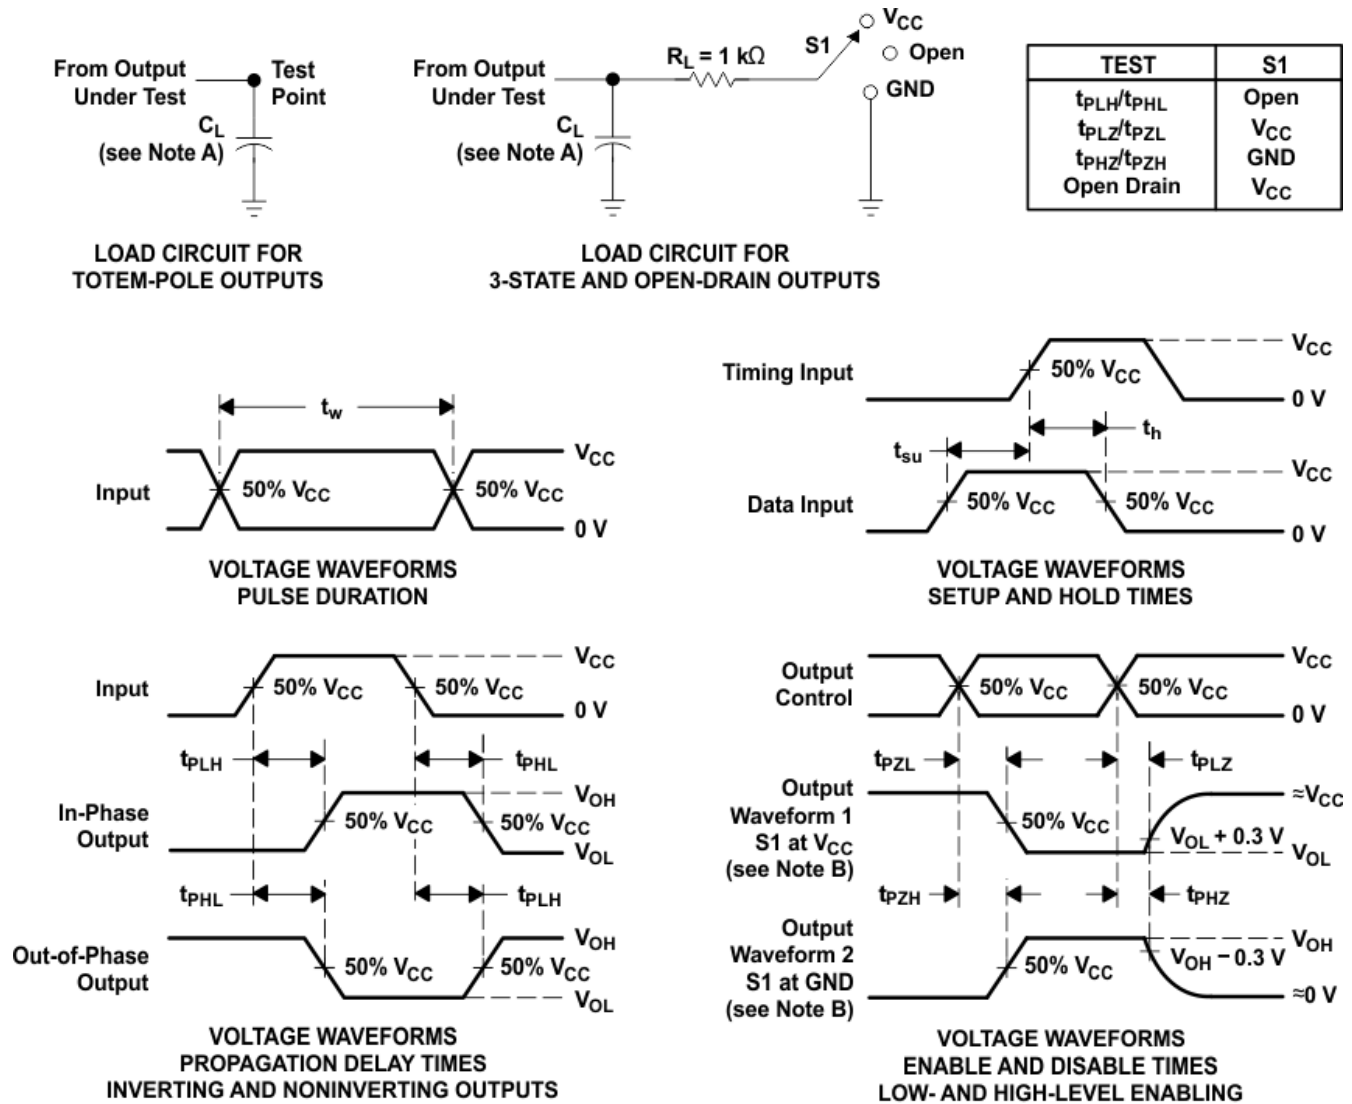 From Output
Under Test
Test
Point
CL
(see Note A)
LOAD CIRCUIT FOR
TOTEM-POLE OUTPUTS
From Output
Under Test
RL = 1 kΩ
S1
VCC
Open
GND
CL
(see Note A)
LOAD CIRCUIT FOR
3-STATE AND OPEN-DRAIN OUTPUTS
TEST S1
tPLH/tPHL Open
tPLZ/tPZL VCC
tPHZ/tPZH GND
Open Drain VCC
tw
Input
50% VCC
50% VCC
VCC
0 V
VOLTAGE WAVEFORMS
PULSE DURATION
Timing Input
50% VCC
VCC
0 V
th
tsu
Data Input
50% VCC
50% VCC
VCC
0 V
VOLTAGE WAVEFORMS
SETUP AND HOLD TIMES
Input
50% VCC
50% VCC
VCC
0 V
tPLH
tPHL
In-Phase
Output
50% VCC
50% VCC
VOH
VOL
tPHL
tPLH
Out-of-Phase
Output
50% VCC
50% VCC
VOH
VOL
VOLTAGE WAVEFORMS
PROPAGATION DELAY TIMES
INVERTING AND NONINVERTING OUTPUTS
Output
Control
50% VCC
50% VCC
VCC
0 V
tPZL
tPLZ
Output
Waveform 1
S1 at VCC
(see Note B)
50% VCC
VOL + 0.3 V
≈VCC
VOL
tPZH
tPHZ
Output
Waveform 2
S1 at GND
(see Note B)
50% VCC
VOH − 0.3 V
VOH
≈0 V
VOLTAGE WAVEFORMS
ENABLE AND DISABLE TIMES
LOW- AND HIGH-LEVEL ENABLING